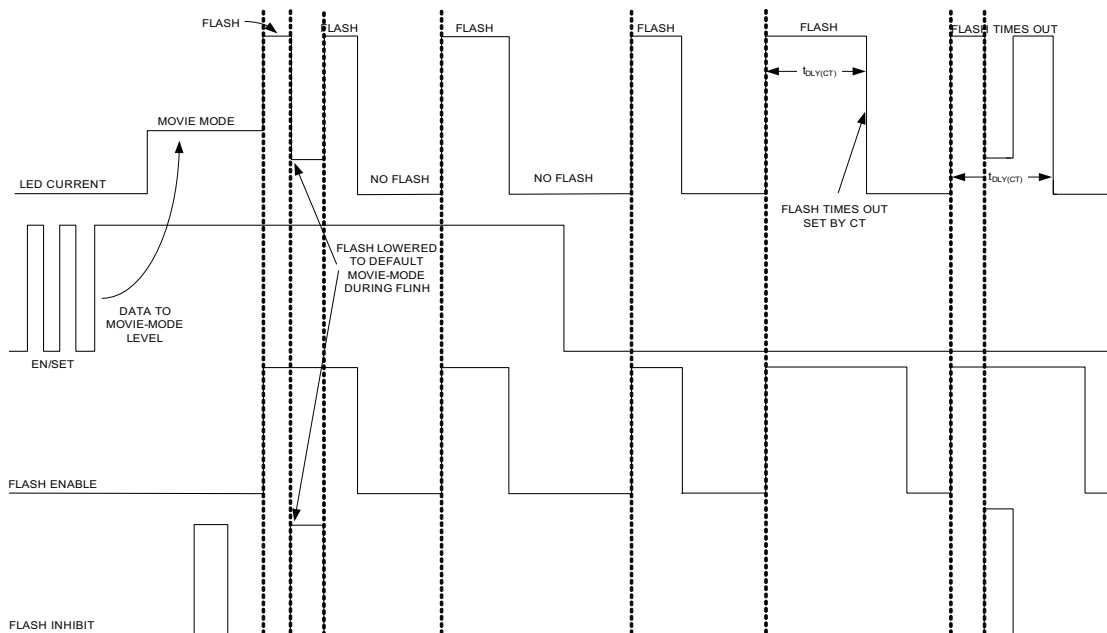 FLASH
FLASH
FLASH
FLASH
FLASH
FLASH TIMES OUT
tDLY(CT)
MOVIE MODE
LED CURRENT
NO FLASH
NO FLASH
tDLY(CT)
FLASH TIMES OUT
SET BY CT
FLASH LOWERED
TO DEFAULT
MOVIE-MODE
DURING FLINH
DATA TO
MOVIE-MODE
LEVEL
EN/SET
FLASH ENABLE
FLASH INHIBIT